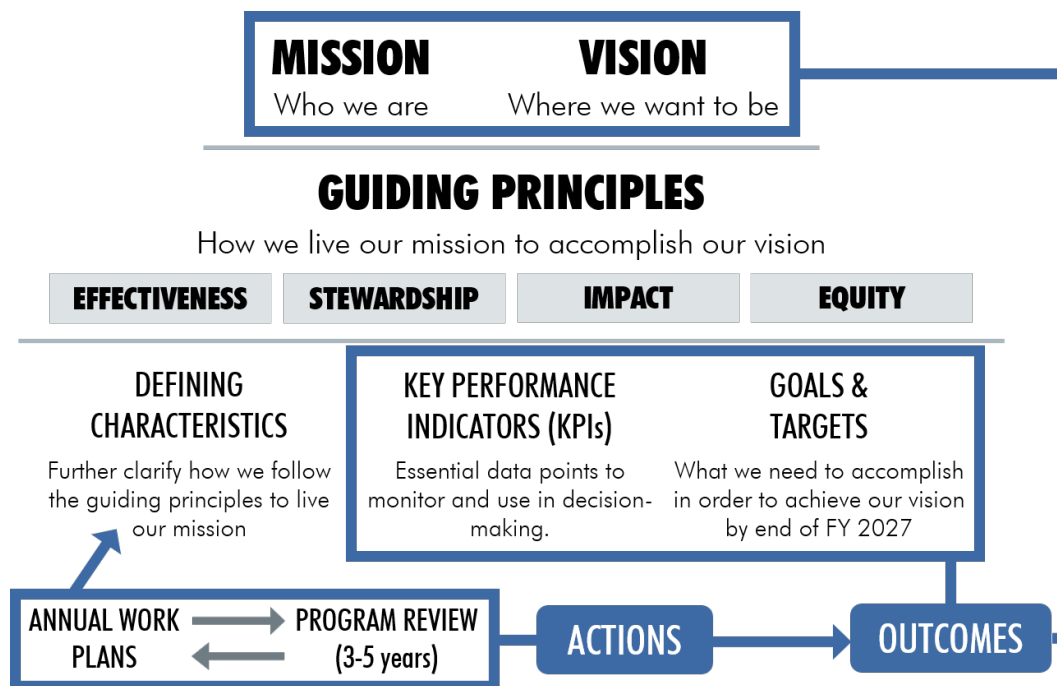 MISSION
Who we are
VISION
Where we want to be
GUIDING PRINCIPLES
How we live our mission to accomplish our vision
EFFECTIVENESS
STEWARDSHIP
IMPACT
EQUITY
DEFINING
CHARACTERISTICS
Further clarify how we follow
the guiding principles to live
our mission
KEY PERFORMANCE
INDICATORS (KPIs)
Essential data points to
monitor and use in decision-
making.
GOALS &
TARGETS
What we need to accomplish
in order to achieve our vision
by end of FY 2027
ANNUAL WORK
PLANS
PROGRAM REVIEW
(3-5 years)
ACTIONS
OUTCOMES